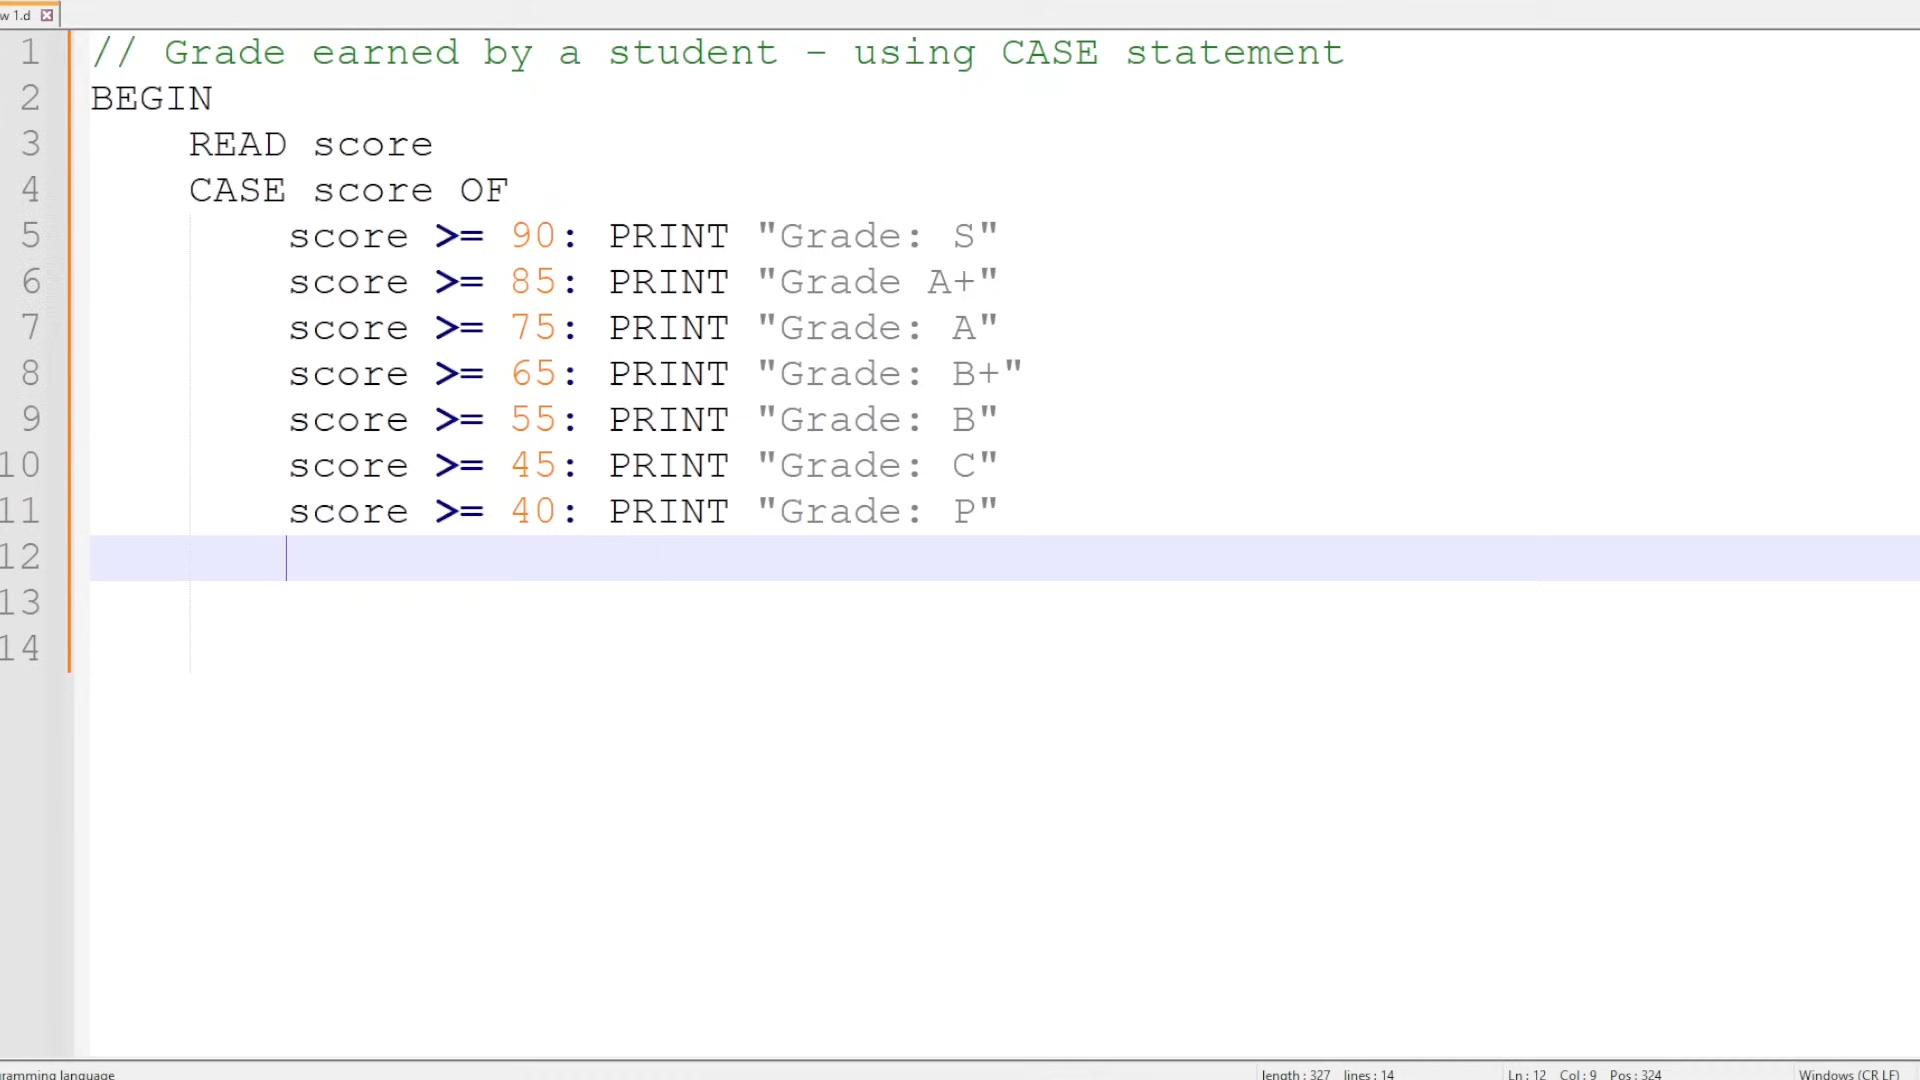 w 1.d
1 // Grade earned by a student - using CASE statement
2 BEGIN
3 READ score
4 CASE score OF
5 score >= 90: PRINT "Grade: S"
6 score >= 85: PRINT "Grade A+"
7 score >= 75: PRINT "Grade: A"
8 score >= 65: PRINT "Grade: B+"
9 score >= 55: PRINT "Grade: B"
10 score >= 45: PRINT "Grade: C"
11 score >= 40: PRINT "Grade: P"
12
13
14
ramming language length : 327 lines : 14 Ln : 12 Col : 9 Pos : 324 Windows (CR LF)